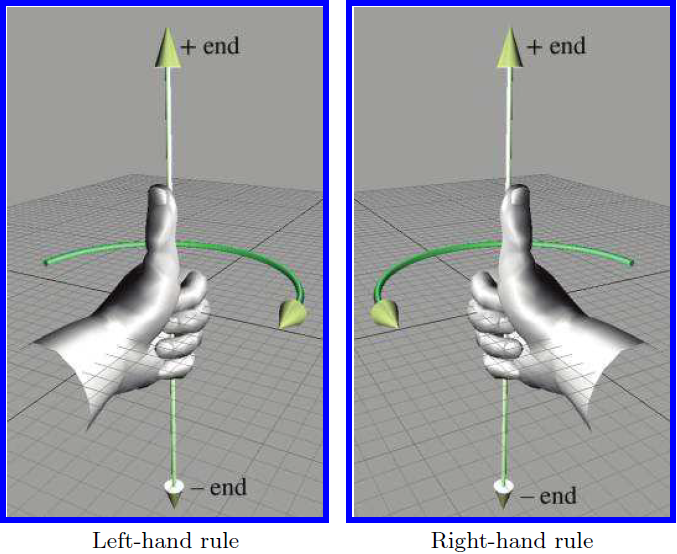 + end
– end
Left-hand rule
+ end
– end
Right-hand rule